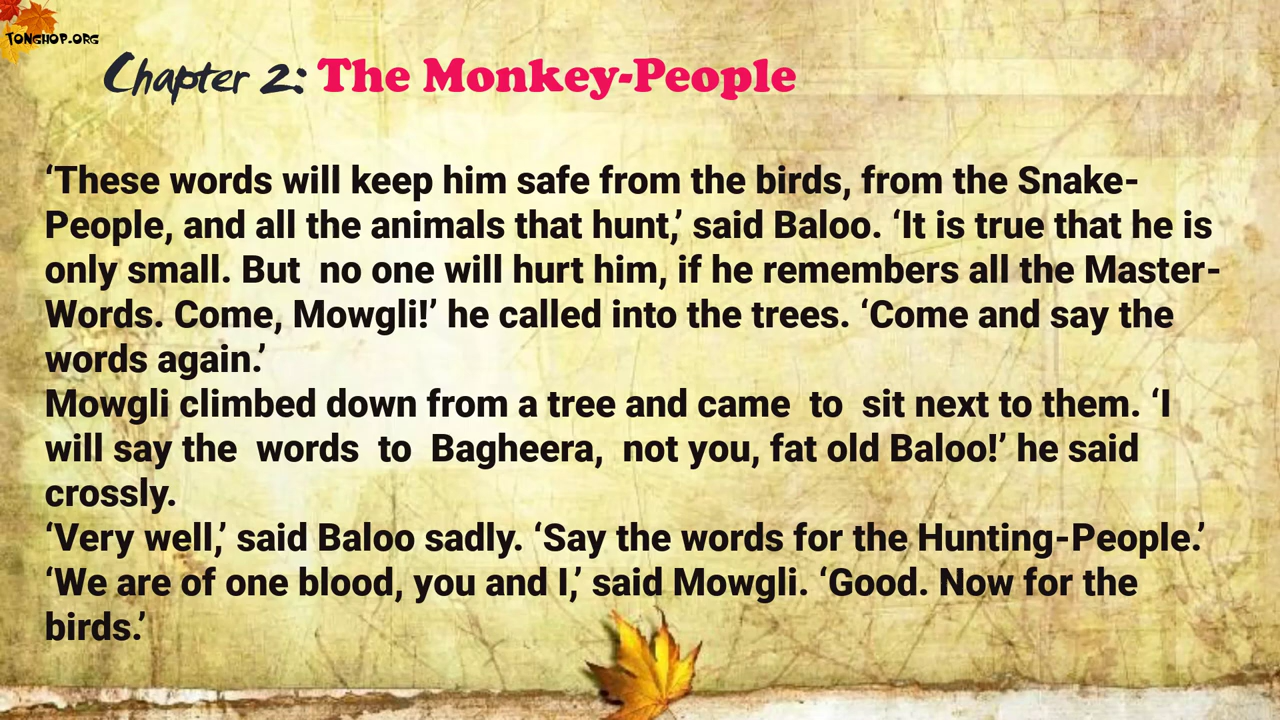 TONGHOP.ORG
Chapter 2: The Monkey-People
‘These words will keep him safe from the birds, from the Snake-
People, and all the animals that hunt,’ said Baloo. ‘It is true that he is
only small. But  no one will hurt him, if he remembers all the Master-
Words. Come, Mowgli!’ he called into the trees. ‘Come and say the
words again.’
Mowgli climbed down from a tree and came  to  sit next to them. ‘I
will say the  words  to  Bagheera,  not you, fat old Baloo!’ he said
crossly.
‘Very well,’ said Baloo sadly. ‘Say the words for the Hunting-People.’
‘We are of one blood, you and I,’ said Mowgli. ‘Good. Now for the
birds.’